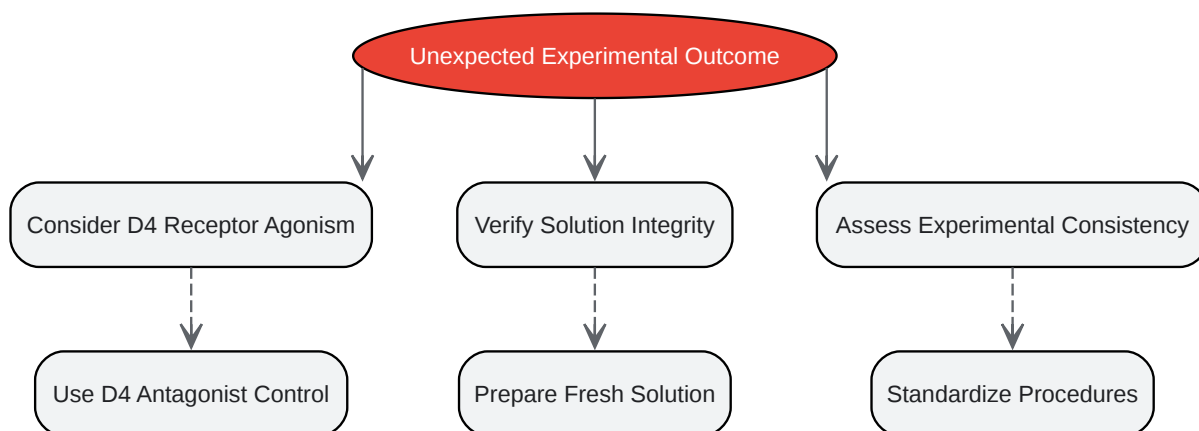 Unexpected Experimental Outcome
Consider D4 Receptor Agonism
Verify Solution Integrity
Assess Experimental Consistency
Use D4 Antagonist Control
Prepare Fresh Solution
Standardize Procedures